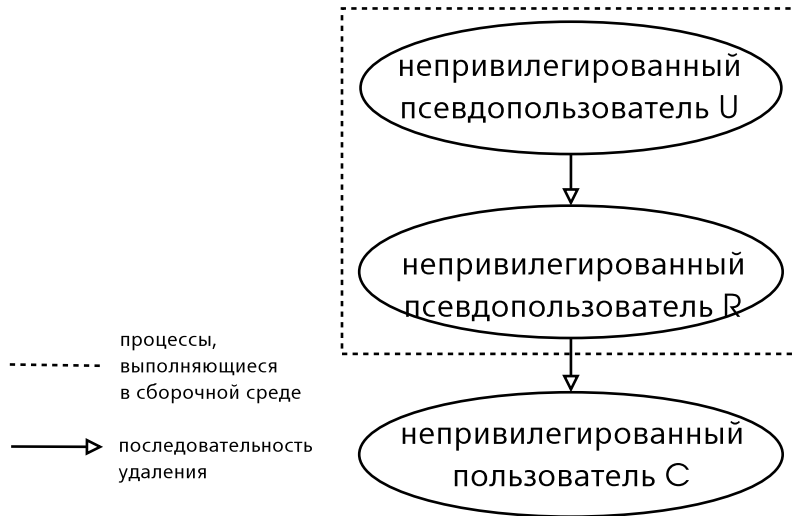 непривилегированный
псевдопользователь U
непривилегированный
псевдопользователь R
процессы,
выполняющиеся
в сборочной среде
последовательность
удаления
непривилегированный
пользователь C